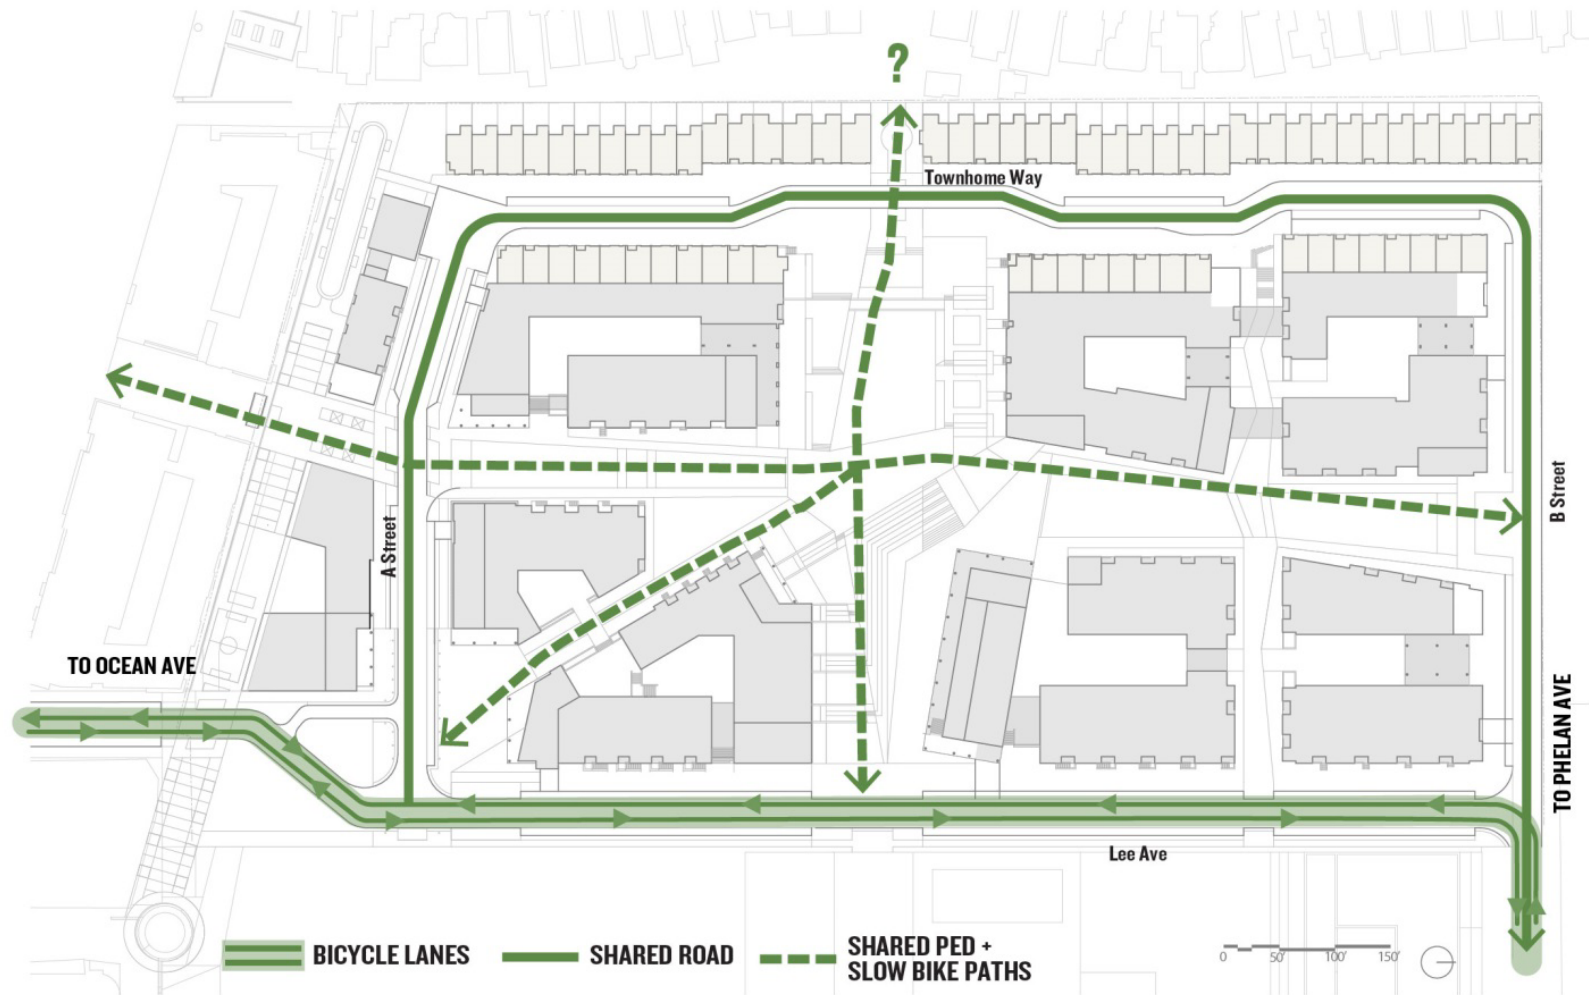 ?
Townhome Way
A Street
B Street
TO OCEAN AVE
TO PHELAN AVE
Lee Ave
BICYCLE LANES
SHARED ROAD
SHARED PED +
SLOW BIKE PATHS
0 50' 100' 150'